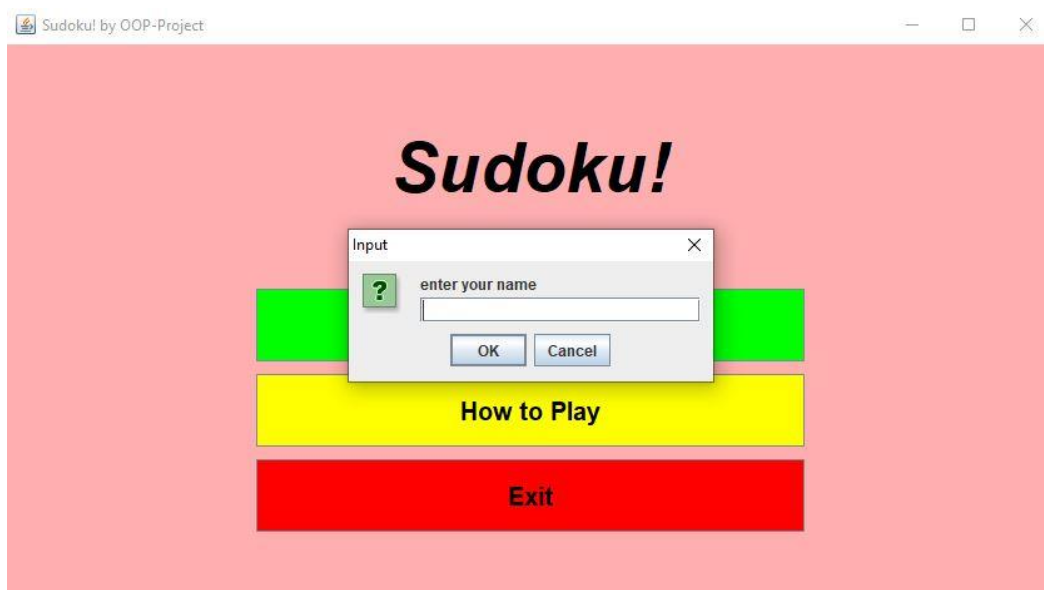 Sudoku! by OOP-Project
Sudoku!
Input
?
enter your name
OK Cancel
How to Play
Exit